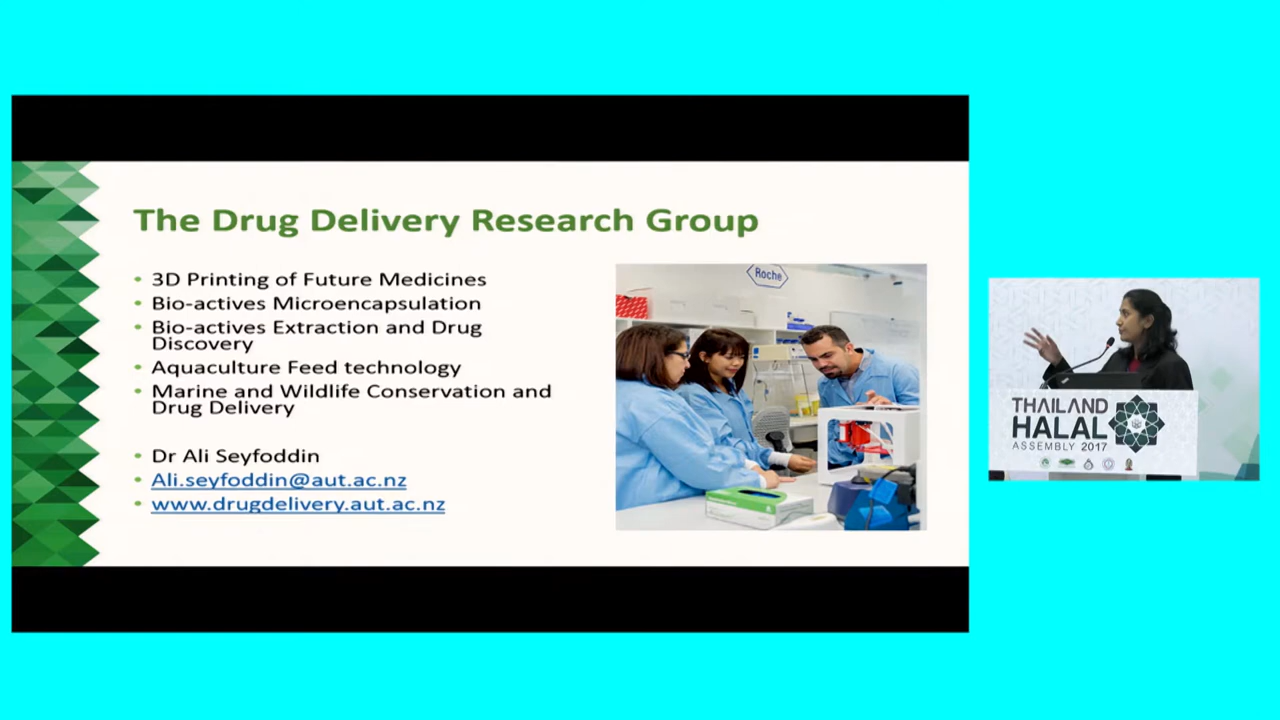 The Drug Delivery Research Group
• 3D Printing of Future Medicines
• Bio-actives Microencapsulation
• Bio-actives Extraction and Drug
Discovery
• Aquaculture Feed technology
• Marine and Wildlife Conservation and
Drug Delivery
• Dr Ali Seyfoddin
• Ali.seyfoddin@aut.ac.nz
• www.drugdelivery.aut.ac.nz
Roche
THAILAND
HALAL
ASSEMBLY 2017